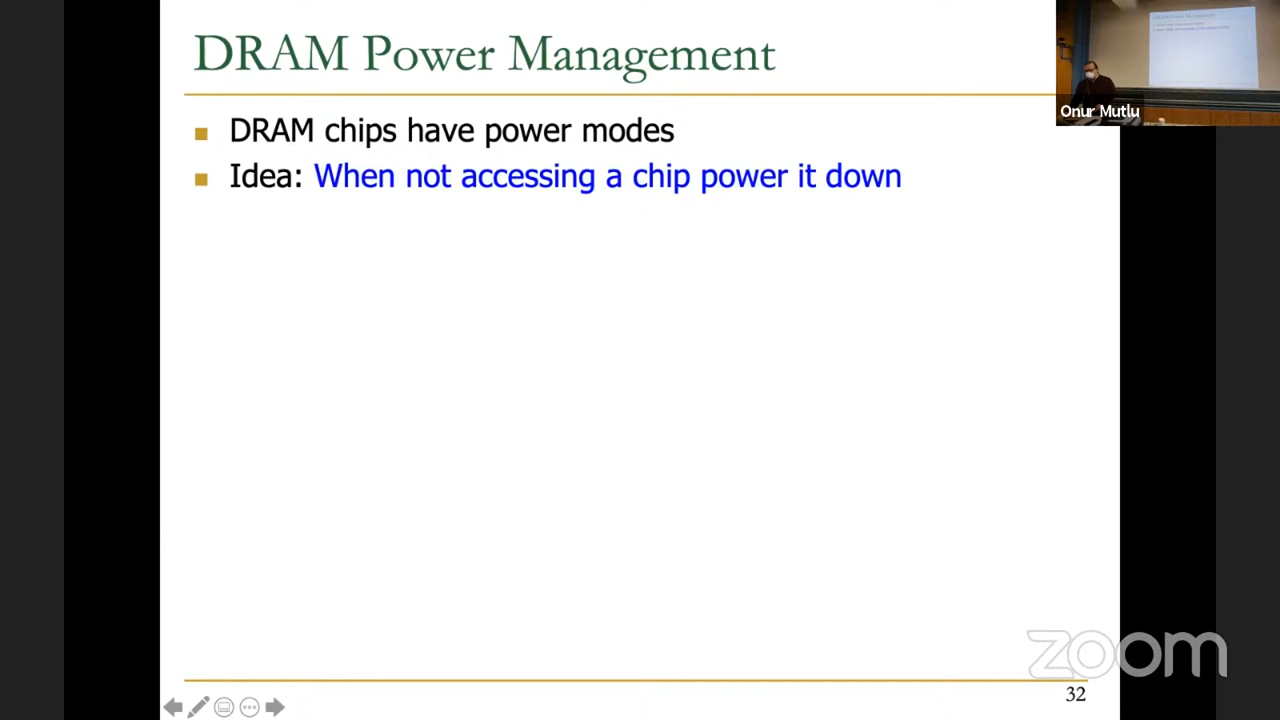 DRAM Power Management
DRAM chips have power modes
Idea: When not accessing a chip power it down
Onur Mutlu
zoom
32